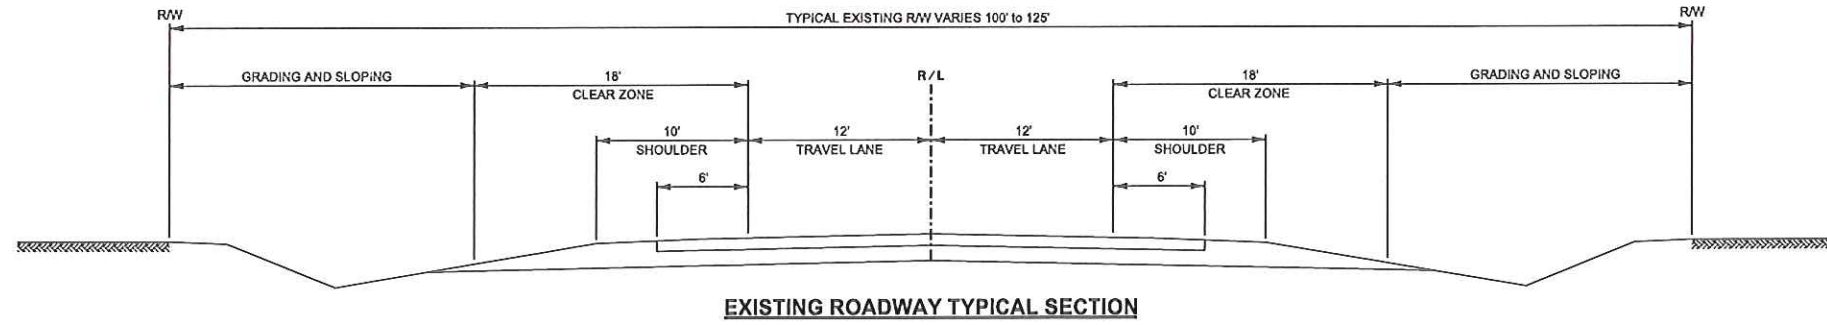 R/W
TYPICAL EXISTING R/W VARIES 100' to 125'
R/W
GRADING AND SLOPING
18'
CLEAR ZONE
R / L
18'
CLEAR ZONE
GRADING AND SLOPING
10'
SHOULDER
12'
TRAVEL LANE
12'
TRAVEL LANE
10'
SHOULDER
6'
6'
EXISTING ROADWAY TYPICAL SECTION